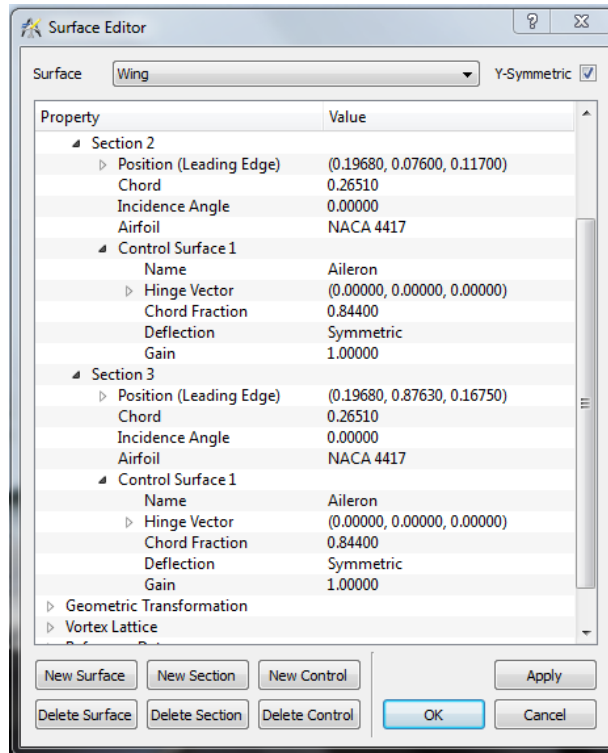 Surface Editor
Surface Wing Y-Symmetric
Property Value
Section 2
Position (Leading Edge) (0.19680, 0.07600, 0.11700)
Chord 0.26510
Incidence Angle 0.00000
Airfoil NACA 4417
Control Surface 1
Name Aileron
Hinge Vector (0.00000, 0.00000, 0.00000)
Chord Fraction 0.84400
Deflection Symmetric
Gain 1.00000
Section 3
Position (Leading Edge) (0.19680, 0.87630, 0.16750)
Chord 0.26510
Incidence Angle 0.00000
Airfoil NACA 4417
Control Surface 1
Name Aileron
Hinge Vector (0.00000, 0.00000, 0.00000)
Chord Fraction 0.84400
Deflection Symmetric
Gain 1.00000
Geometric Transformation
Vortex Lattice
New Surface New Section New Control Apply
Delete Surface Delete Section Delete Control OK Cancel